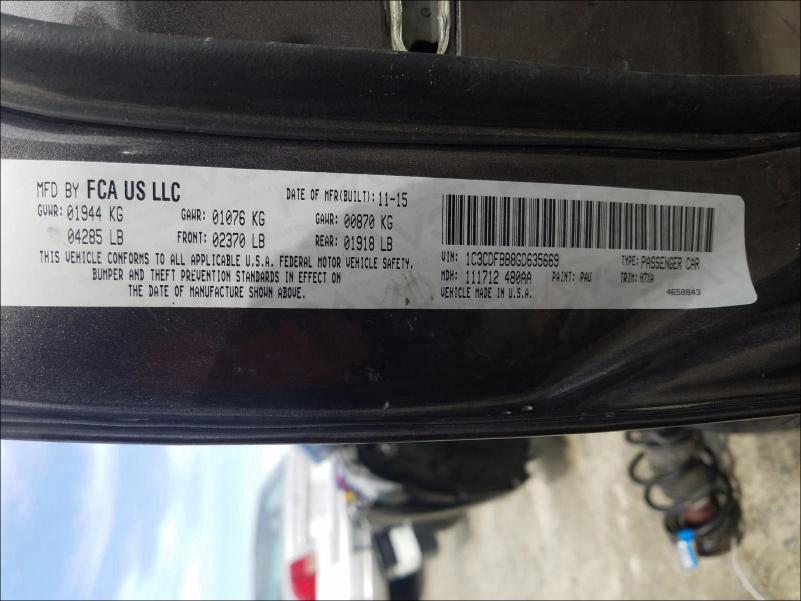 MFD BY FCA US LLC DATE OF MFR(BUILT): 11-15
GVWR: 01944 KG GAWR: 01076 KG GAWR: 00870 KG
04285 LB FRONT: 02370 LB REAR: 01918 LB
THIS VEHICLE CONFORMS TO ALL APPLICABLE U.S.A. FEDERAL MOTOR VEHICLE SAFETY,
BUMPER AND THEFT PREVENTION STANDARDS IN EFFECT ON
THE DATE OF MANUFACTURE SHOWN ABOVE.
VIN: 1C3CDFBB8GD635669 TYPE: PASSENGER CAR
MDH: 111712 480AA PAINT: PAU TRIM:
VEHICLE MADE IN U.S.A. 4658843